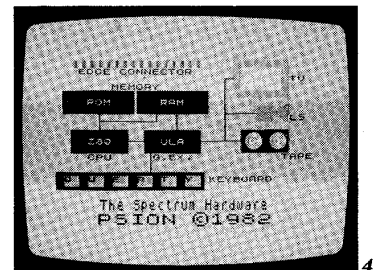 EDGE CONNECTOR
MEMORY
ROM RAM
TV
LS
Z80 ULA
CPU
TAPE
Q W E R T Y KEYBOARD
The Spectrum Hardware
PSION ©1982
4